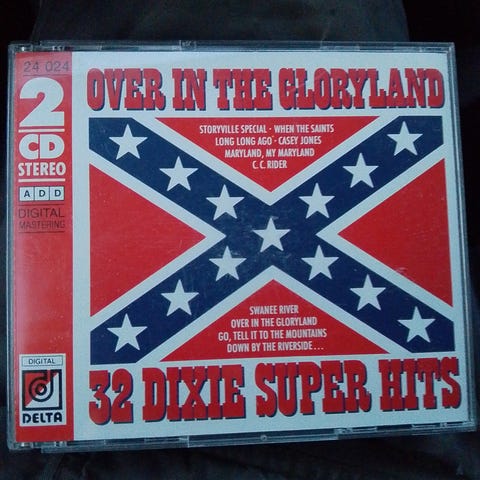 24 024
2
CD
STEREO
A D D
DIGITAL
MASTERING
OVER IN THE GLORYLAND
STORYVILLE SPECIAL · WHEN THE SAINTS
LONG LONG AGO · CASEY JONES
MARYLAND, MY MARYLAND
C. C. RIDER
SWANEE RIVER
OVER IN THE GLORYLAND
GO, TELL IT TO THE MOUNTAINS
DOWN BY THE RIVERSIDE...
32 DIXIE SUPER HITS
DIGITAL
DELTA